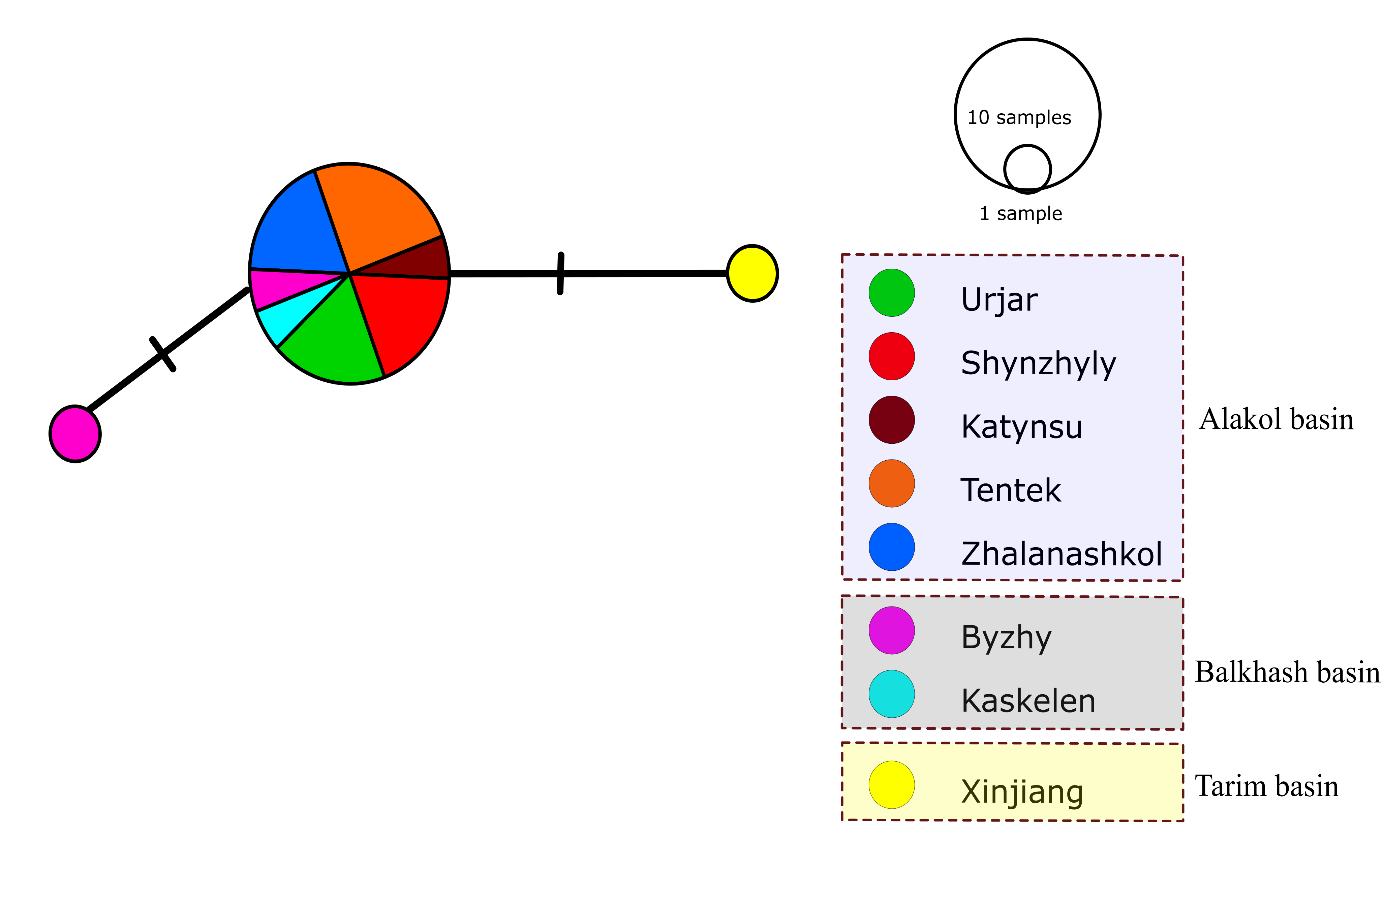 10 samples
1 sample
Urjar
Shynzhyly
Katynsu
Tentek
Zhalanashkol
Alakol basin
Byzhy
Kaskelen
Balkhash basin
Xinjiang
Tarim basin